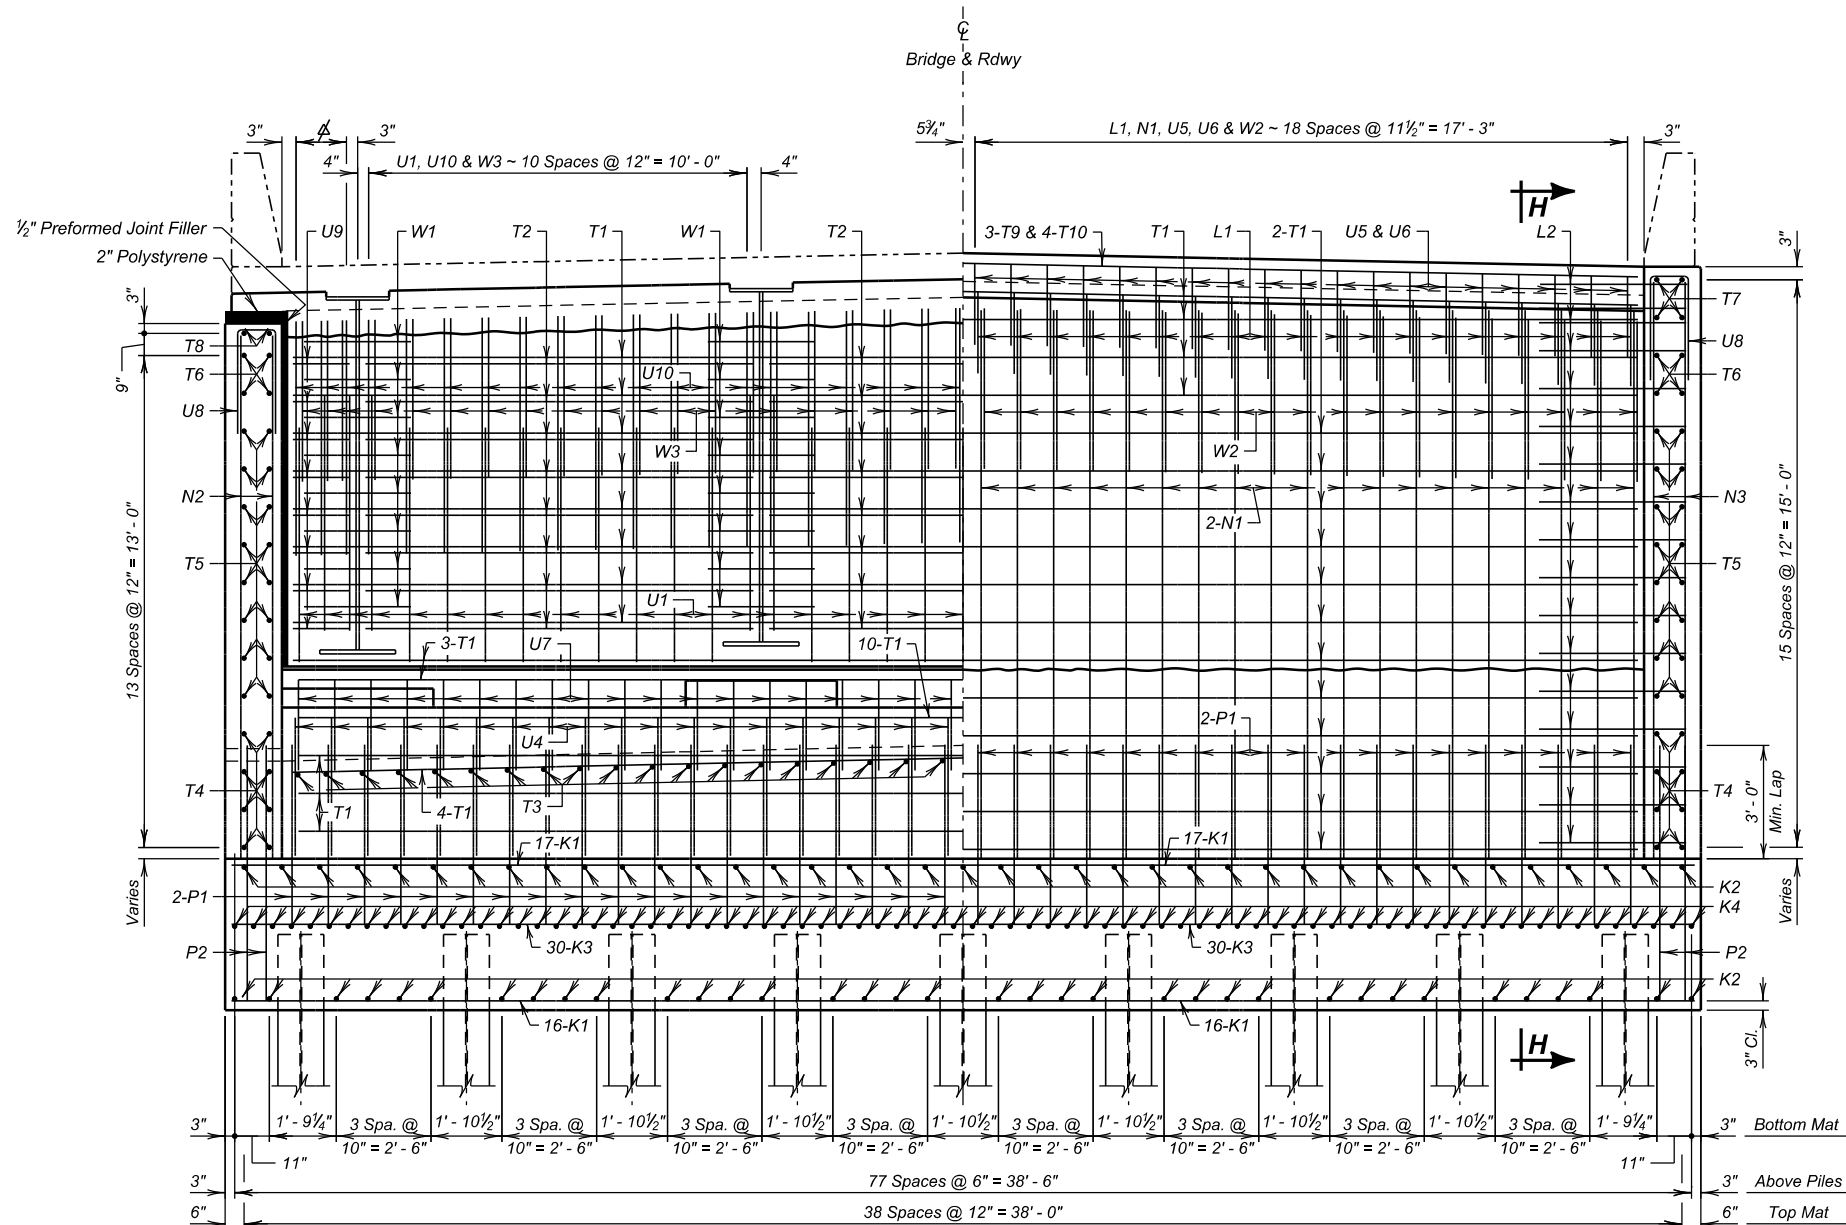 ℄
Bridge & Rdwy
3"
3"
5¾"
L1, N1, U5, U6 & W2 ~ 18 Spaces @ 11½" = 17' - 3"
3"
4"
U1, U10 & W3 ~ 10 Spaces @ 12" = 10' - 0"
4"
H
½" Preformed Joint Filler
2" Polystyrene
U9
W1
T2
T1
W1
T2
3-T9 & 4-T10
T1
L1
2-T1
U5 & U6
L2
3"
3"
9"
T8
T6
U8
N2
T5
T4
13 Spaces @ 12" = 13' - 0"
U10
W3
U1
W2
2-N1
T7
U8
T6
N3
T5
T4
15 Spaces @ 12" = 15' - 0"
3-T1
U7
10-T1
U4
2-P1
3' - 0"
Min. Lap
T1
4-T1
T3
17-K1
17-K1
Varies
2-P1
K2
K4
Varies
30-K3
30-K3
P2
P2
K2
16-K1
16-K1
H
3" Cl.
3"
1' - 9¼"
3 Spa. @
10" = 2' - 6"
1' - 10½"
3 Spa. @
10" = 2' - 6"
1' - 10½"
3 Spa. @
10" = 2' - 6"
1' - 10½"
3 Spa. @
10" = 2' - 6"
1' - 10½"
3 Spa. @
10" = 2' - 6"
1' - 10½"
3 Spa. @
10" = 2' - 6"
1' - 10½"
3 Spa. @
10" = 2' - 6"
1' - 10½"
3 Spa. @
10" = 2' - 6"
1' - 9¼"
3"
Bottom Mat
11"
11"
3"
77 Spaces @ 6" = 38' - 6"
3"
Above Piles
6"
38 Spaces @ 12" = 38' - 0"
6"
Top Mat